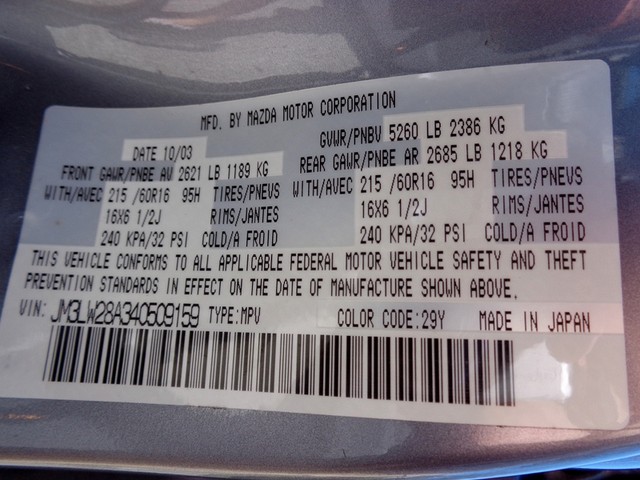 MFD. BY MAZDA MOTOR CORPORATION
DATE 10/03 GVWR/PNBV 5260 LB 2386 KG
FRONT GAWR/PNBE AV 2621 LB 1189 KG REAR GAWR/PNBE AR 2685 LB 1218 KG
WITH/AVEC 215 /60R16 95H TIRES/PNEVS WITH/AVEC 215 /60R16 95H TIRES/PNEVS
16X6 1/2J RIMS/JANTES 16X6 1/2J RIMS/JANTES
240 KPA/32 PSI COLD/A FROID 240 KPA/32 PSI COLD/A FROID
THIS VEHICLE CONFORMS TO ALL APPLICABLE FEDERAL MOTOR VEHICLE SAFETY AND THEFT
PREVENTION STANDARDS IN EFFECT ON THE DATE OF MANUFACTURE SHOWN ABOVE.
VIN: JM3LW28A340509159 TYPE:MPV COLOR CODE:29Y MADE IN JAPAN